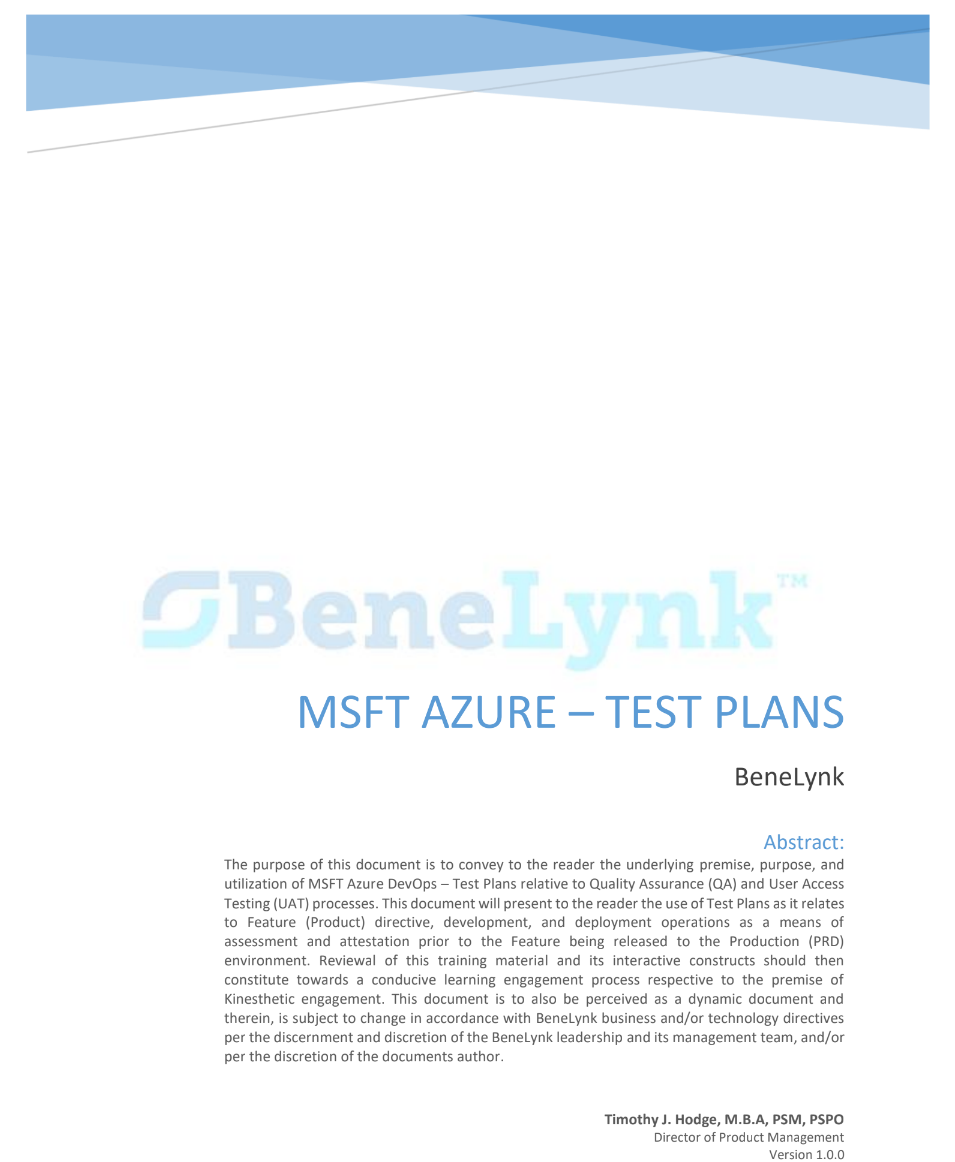 BeneLynk™
MSFT AZURE – TEST PLANS
BeneLynk
Abstract:
The purpose of this document is to convey to the reader the underlying premise, purpose, and
utilization of MSFT Azure DevOps – Test Plans relative to Quality Assurance (QA) and User Access
Testing (UAT) processes. This document will present to the reader the use of Test Plans as it relates
to Feature (Product) directive, development, and deployment operations as a means of
assessment and attestation prior to the Feature being released to the Production (PRD)
environment. Reviewal of this training material and its interactive constructs should then
constitute towards a conducive learning engagement process respective to the premise of
Kinesthetic engagement. This document is to also be perceived as a dynamic document and
therein, is subject to change in accordance with BeneLynk business and/or technology directives
per the discernment and discretion of the BeneLynk leadership and its management team, and/or
per the discretion of the documents author.
Timothy J. Hodge, M.B.A, PSM, PSPO
Director of Product Management
Version 1.0.0